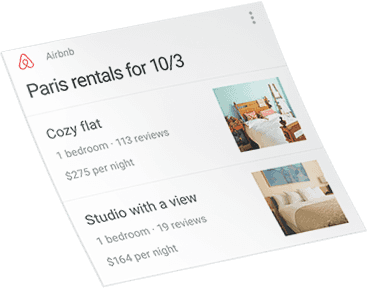 Airbnb
Paris rentals for 10/3
Cozy flat
1 bedroom · 113 reviews
$275 per night
Studio with a view
1 bedroom · 19 reviews
$164 per night